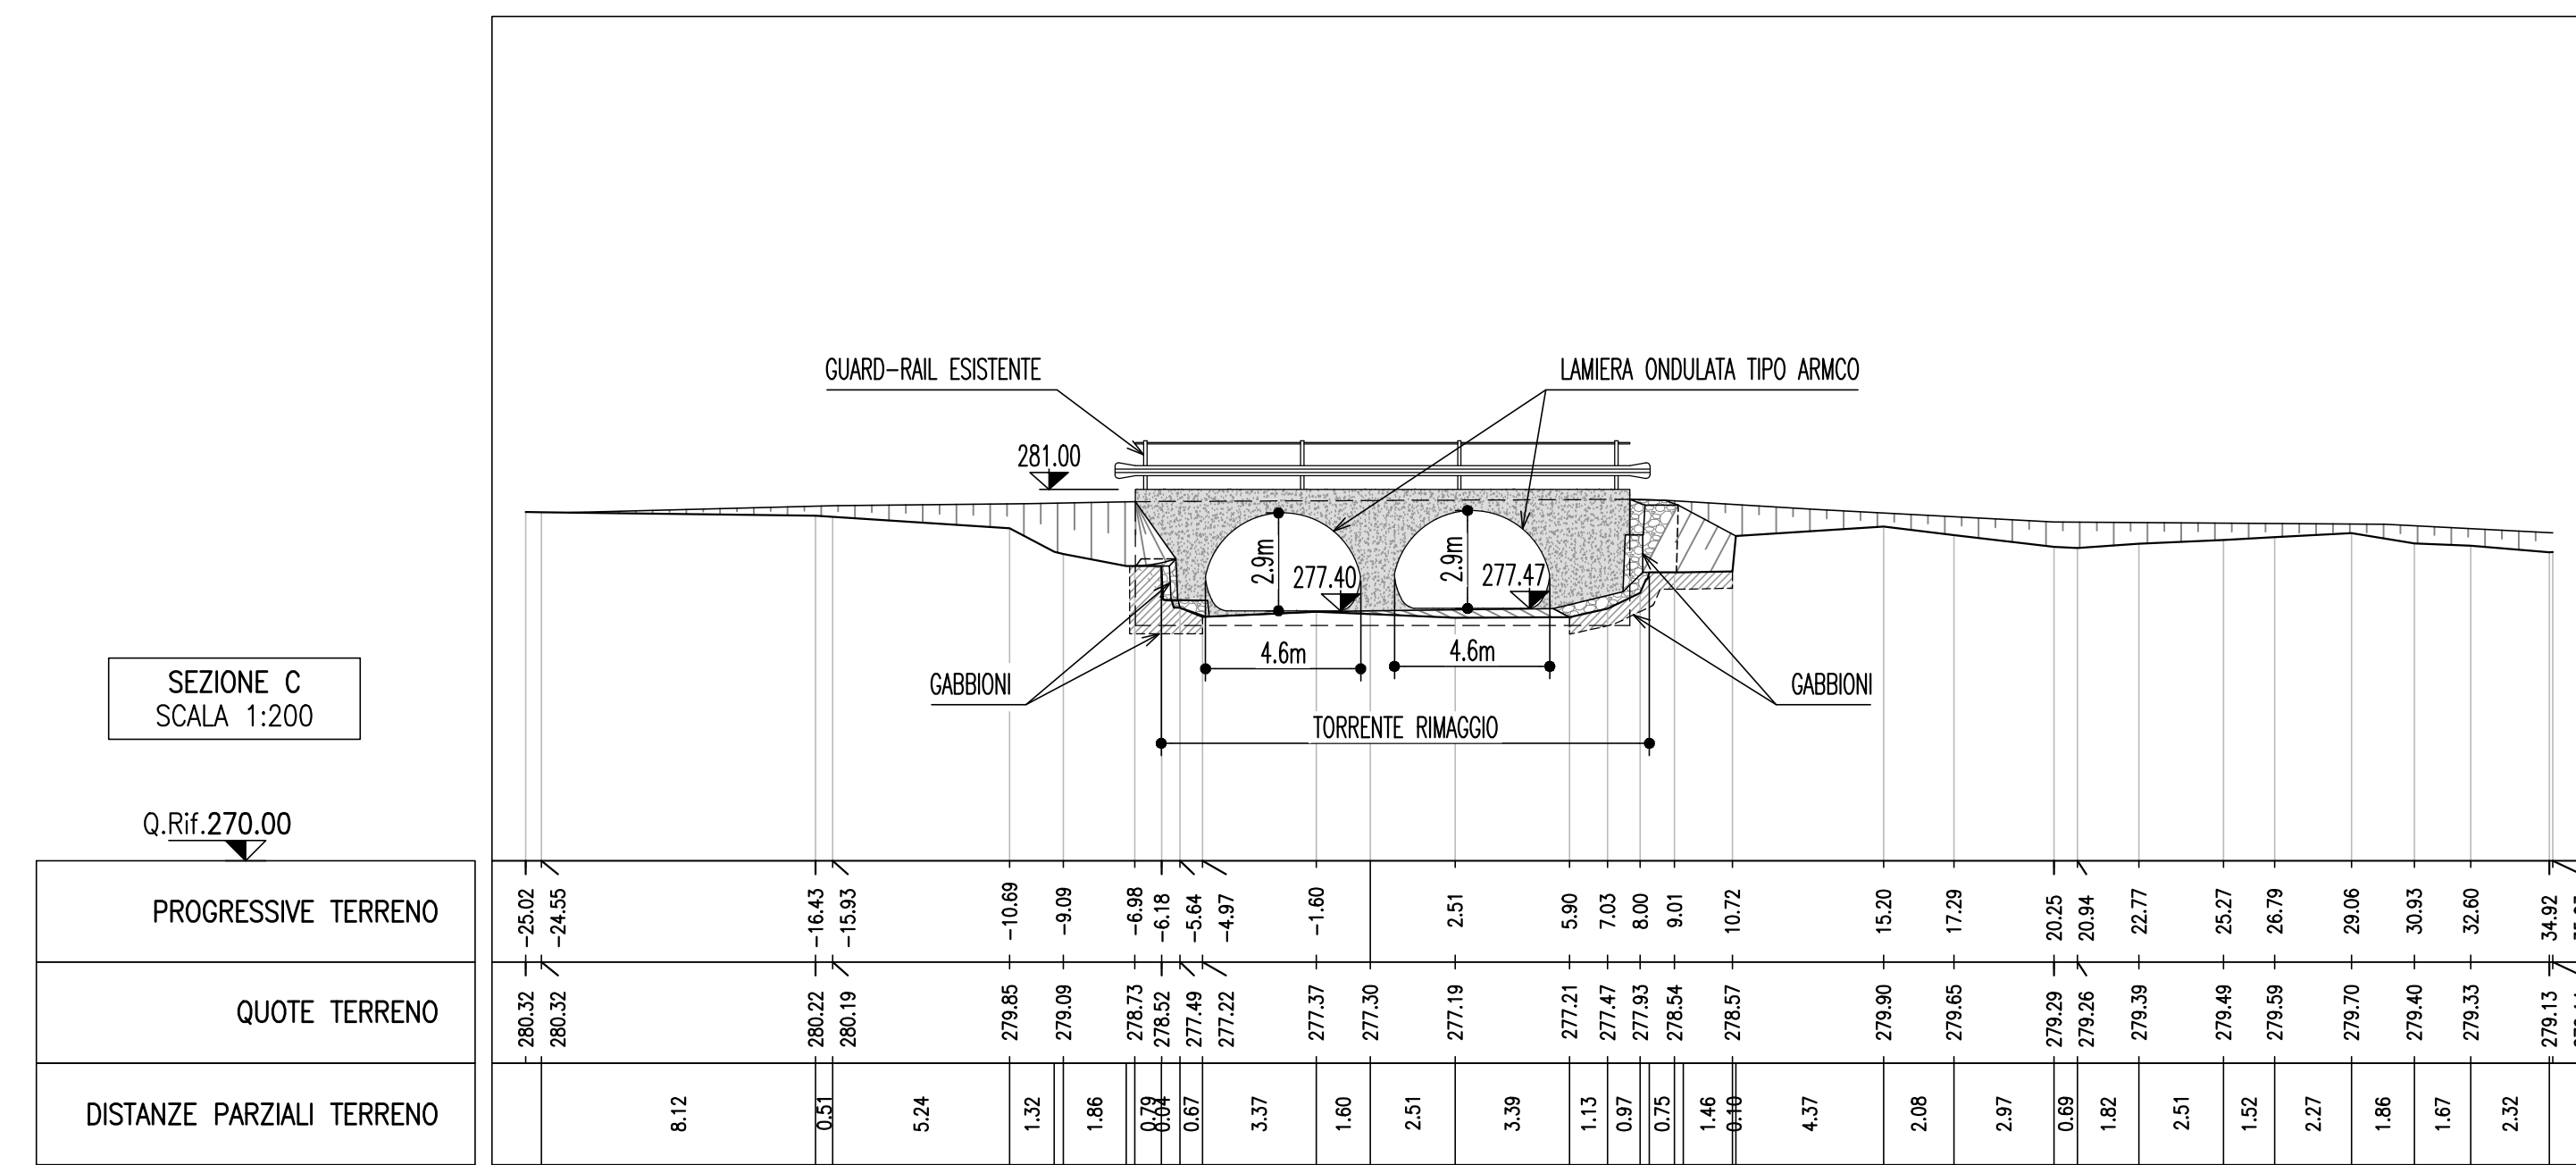 GUARD-RAIL ESISTENTE
LAMIERA ONDULATA TIPO ARMCO
281.00
2.9m
277.40
2.9m
277.47
4.6m
4.6m
GABBIONI
GABBIONI
TORRENTE RIMAGGIO
SEZIONE C
SCALA 1:200
Q.Rif.270.00
PROGRESSIVE TERRENO
-25.02 -24.55 -16.43 -15.93 -10.69 -9.09 -6.98 -6.18 -5.64 -4.97 -1.60 2.51 5.90 7.03 8.00 9.01 10.72 15.20 17.29 20.25 20.94 22.77 25.27 26.79 29.06 30.93 32.60 34.92
QUOTE TERRENO
280.32 280.32 280.22 280.19 279.85 279.09 278.73 278.52 277.49 277.22 277.37 277.30 277.19 277.21 277.47 277.93 278.54 278.57 279.90 279.65 279.29 279.26 279.39 279.49 279.59 279.70 279.40 279.33 279.13
DISTANZE PARZIALI TERRENO
8.12 0.51 5.24 1.32 1.86 0.79 0.04 0.67 3.37 1.60 2.51 3.39 1.13 0.97 0.75 1.46 0.10 4.37 2.08 2.97 0.69 1.82 2.51 1.52 2.27 1.86 1.67 2.32